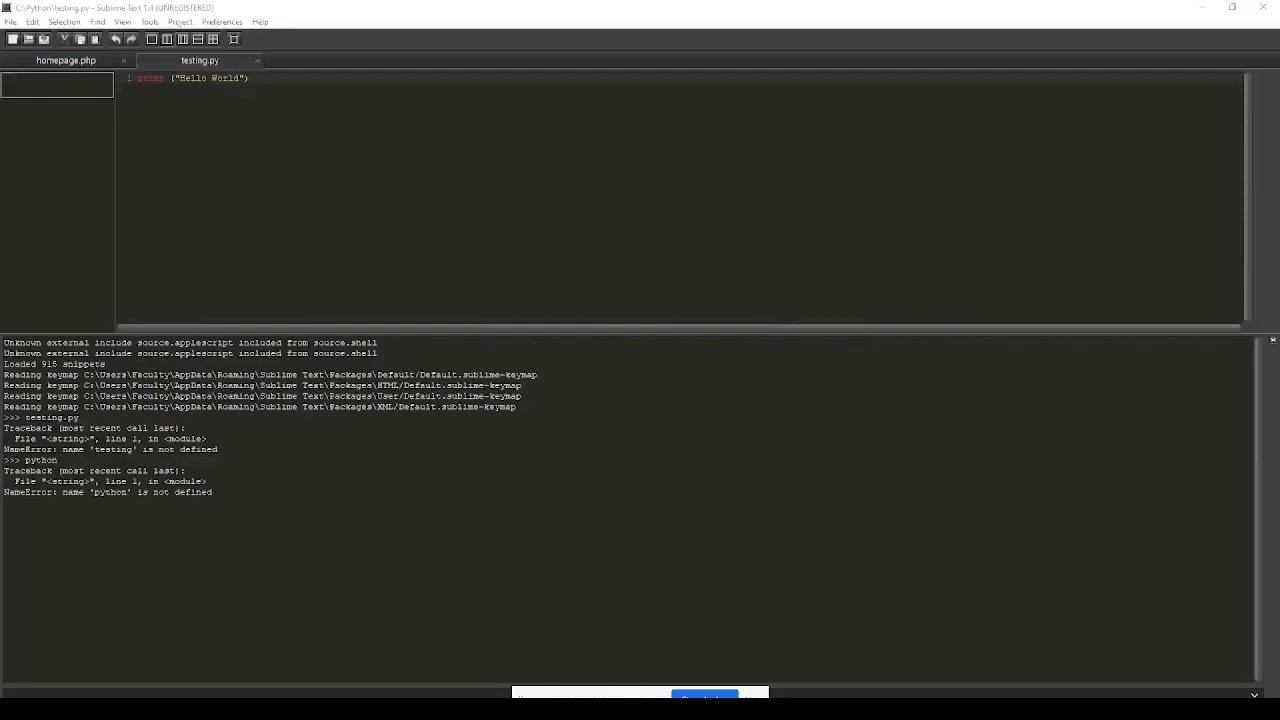 C:\Python\testing.py - Sublime Text 1.4 (UNREGISTERED)
File Edit Selection Find View Tools Project Preferences Help
homepage.php × testing.py ×
1 print ("Hello World")
Unknown external include source.applescript included from source.shell
Unknown external include source.applescript included from source.shell
Loaded 915 snippets
Reading keymap C:\Users\Faculty\AppData\Roaming\Sublime Text\Packages\Default/Default.sublime-keymap
Reading keymap C:\Users\Faculty\AppData\Roaming\Sublime Text\Packages\HTML/Default.sublime-keymap
Reading keymap C:\Users\Faculty\AppData\Roaming\Sublime Text\Packages\User/Default.sublime-keymap
Reading keymap C:\Users\Faculty\AppData\Roaming\Sublime Text\Packages\XML/Default.sublime-keymap
>>> testing.py
Traceback (most recent call last):
  File "<string>", line 1, in <module>
NameError: name 'testing' is not defined
>>> python
Traceback (most recent call last):
  File "<string>", line 1, in <module>
NameError: name 'python' is not defined